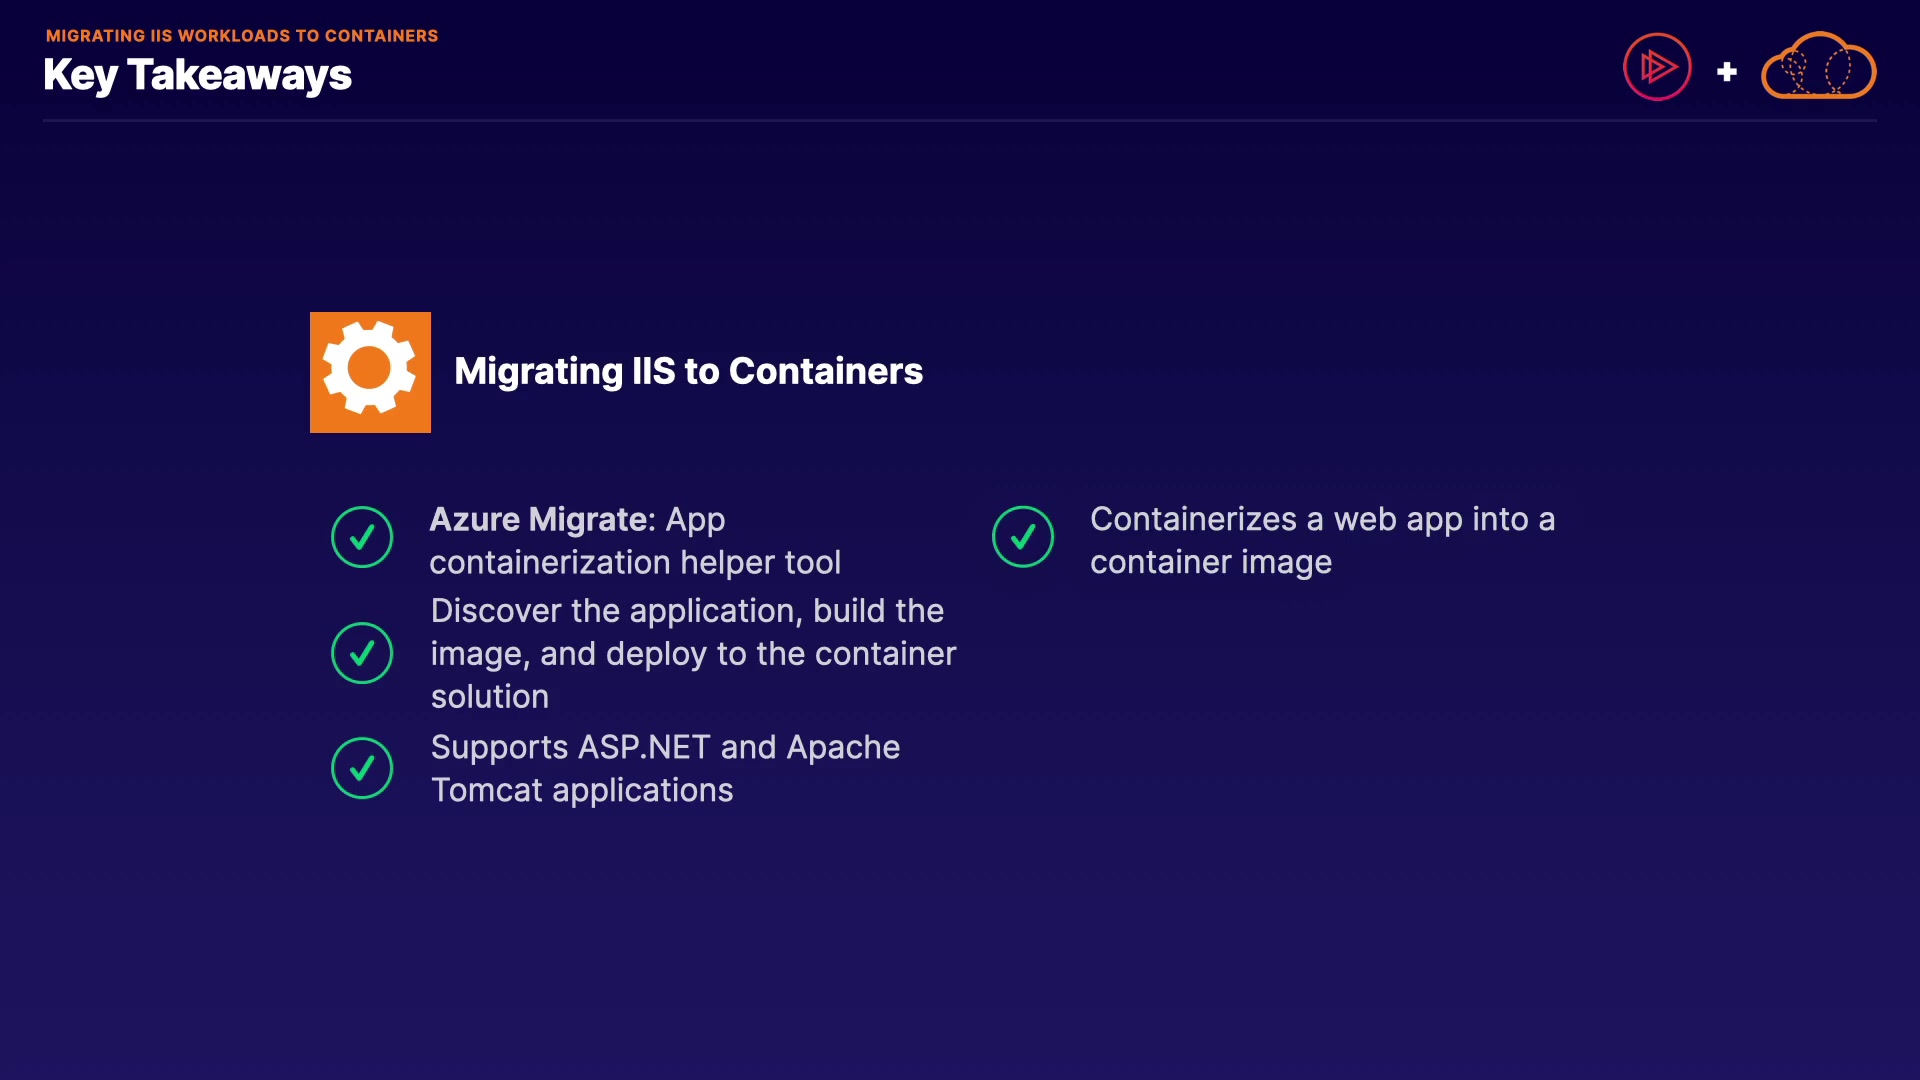 MIGRATING IIS WORKLOADS TO CONTAINERS
Key Takeaways
Migrating IIS to Containers
Azure Migrate: App
containerization helper tool
Discover the application, build the
image, and deploy to the container
solution
Supports ASP.NET and Apache
Tomcat applications
Containerizes a web app into a
container image